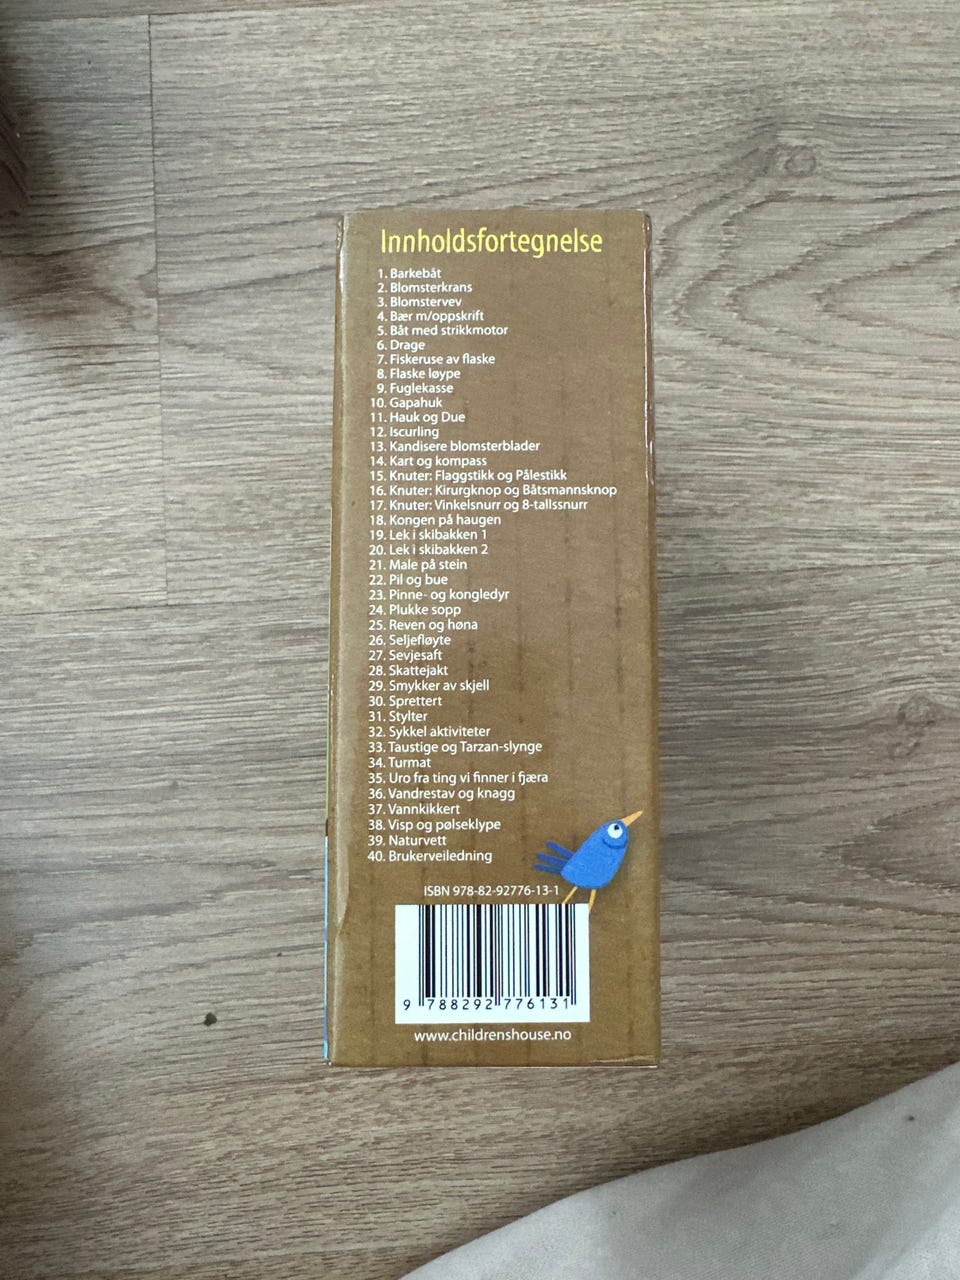 Innholdsfortegnelse
1. Barkebåt
2. Blomsterkrans
3. Blomstervev
4. Bær m/oppskrift
5. Båt med strikkmotor
6. Drage
7. Fiskeruse av flaske
8. Flaske løype
9. Fuglekasse
10. Gapahuk
11. Hauk og Due
12. Iscurling
13. Kandisere blomsterblader
14. Kart og kompass
15. Knuter: Flaggstikk og Pålestikk
16. Knuter: Kirurgknop og Båtsmannsknop
17. Knuter: Vinkelsnurr og 8-tallssnurr
18. Kongen på haugen
19. Lek i skibakken 1
20. Lek i skibakken 2
21. Male på stein
22. Pil og bue
23. Pinne- og kongledyr
24. Plukke sopp
25. Reven og høna
26. Seljefløyte
27. Sevjesaft
28. Skattejakt
29. Smykker av skjell
30. Sprettert
31. Stylter
32. Sykkel aktiviteter
33. Taustige og Tarzan-slynge
34. Turmat
35. Uro fra ting vi finner i fjæra
36. Vandrestav og knagg
37. Vannkikkert
38. Visp og pølseklype
39. Naturvett
40. Brukerveiledning
ISBN 978-82-92776-13-1
9 788292 776131
www.childrenshouse.no